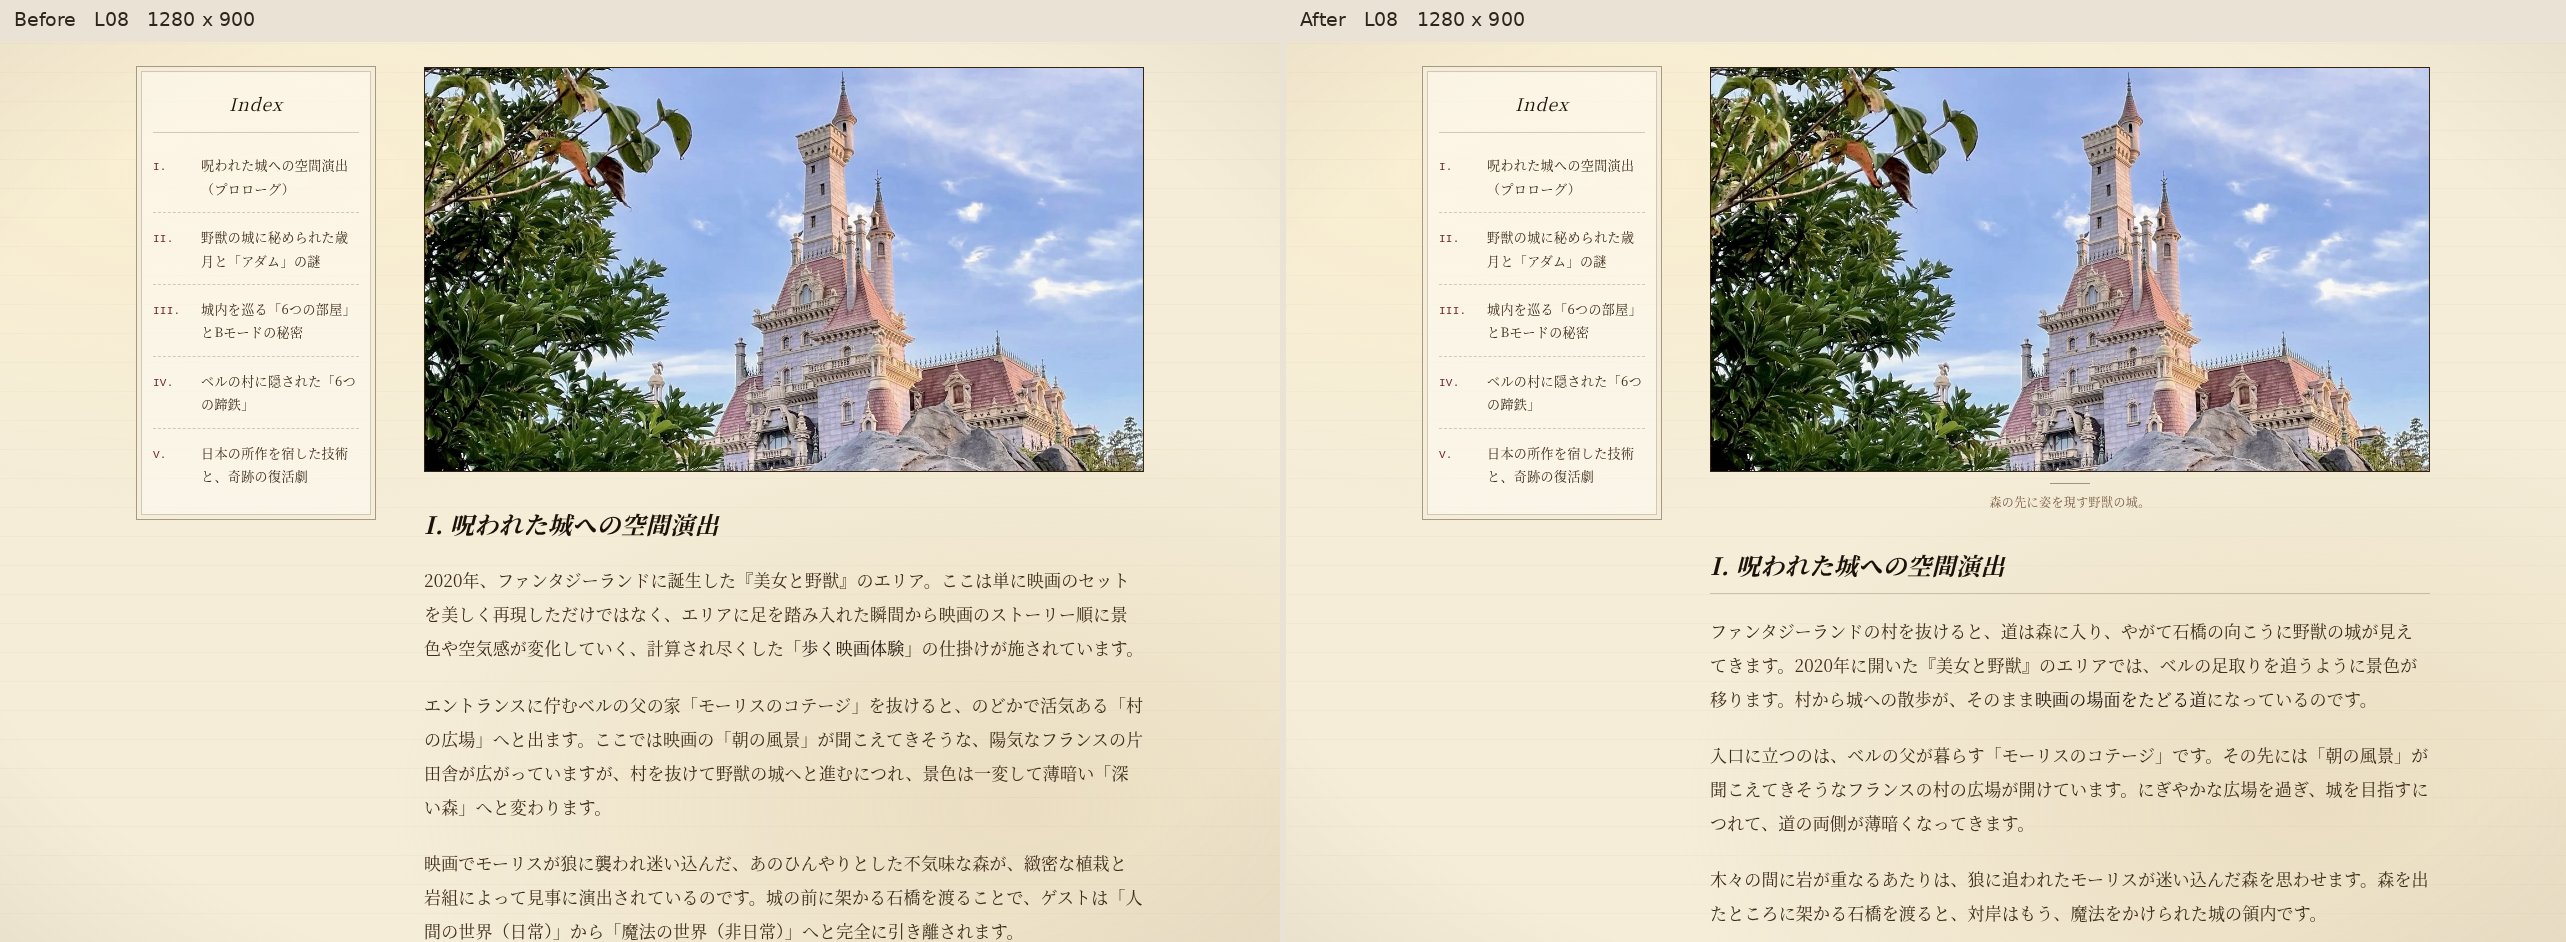 Before L08 1280 x 900
Index
I. 呪われた城への空間演出
（プロローグ）
II. 野獣の城に秘められた歳
月と「アダム」の謎
III. 城内を巡る「6つの部屋」
とBモードの秘密
IV. ベルの村に隠された「6つ
の蹄鉄」
V. 日本の所作を宿した技術
と、奇跡の復活劇
I. 呪われた城への空間演出
2020年、ファンタジーランドに誕生した『美女と野獣』のエリア。ここは単に映画のセット
を美しく再現しただけではなく、エリアに足を踏み入れた瞬間から映画のストーリー順に景
色や空気感が変化していく、計算され尽くした「歩く映画体験」の仕掛けが施されています。
エントランスに佇むベルの父の家「モーリスのコテージ」を抜けると、のどかで活気ある「村
の広場」へと出ます。ここでは映画の「朝の風景」が聞こえてきそうな、陽気なフランスの片
田舎が広がっていますが、村を抜けて野獣の城へと進むにつれ、景色は一変して薄暗い「深
い森」へと変わります。
映画でモーリスが狼に襲われ迷い込んだ、あのひんやりとした不気味な森が、緻密な植栽と
岩組によって見事に演出されているのです。城の前に架かる石橋を渡ることで、ゲストは「人
間の世界（日常）」から「魔法の世界（非日常）」へと完全に引き離されます。
After L08 1280 x 900
Index
I. 呪われた城への空間演出
（プロローグ）
II. 野獣の城に秘められた歳
月と「アダム」の謎
III. 城内を巡る「6つの部屋」
とBモードの秘密
IV. ベルの村に隠された「6つ
の蹄鉄」
V. 日本の所作を宿した技術
と、奇跡の復活劇
森の先に姿を現す野獣の城。
I. 呪われた城への空間演出
ファンタジーランドの村を抜けると、道は森に入り、やがて石橋の向こうに野獣の城が見え
てきます。2020年に開いた『美女と野獣』のエリアでは、ベルの足取りを追うように景色が
移ります。村から城への散歩が、そのまま映画の場面をたどる道になっているのです。
入口に立つのは、ベルの父が暮らす「モーリスのコテージ」です。その先には「朝の風景」が
聞こえてきそうなフランスの村の広場が開けています。にぎやかな広場を過ぎ、城を目指すに
つれて、道の両側が薄暗くなってきます。
木々の間に岩が重なるあたりは、狼に追われたモーリスが迷い込んだ森を思わせます。森を出
たところに架かる石橋を渡ると、対岸はもう、魔法をかけられた城の領内です。